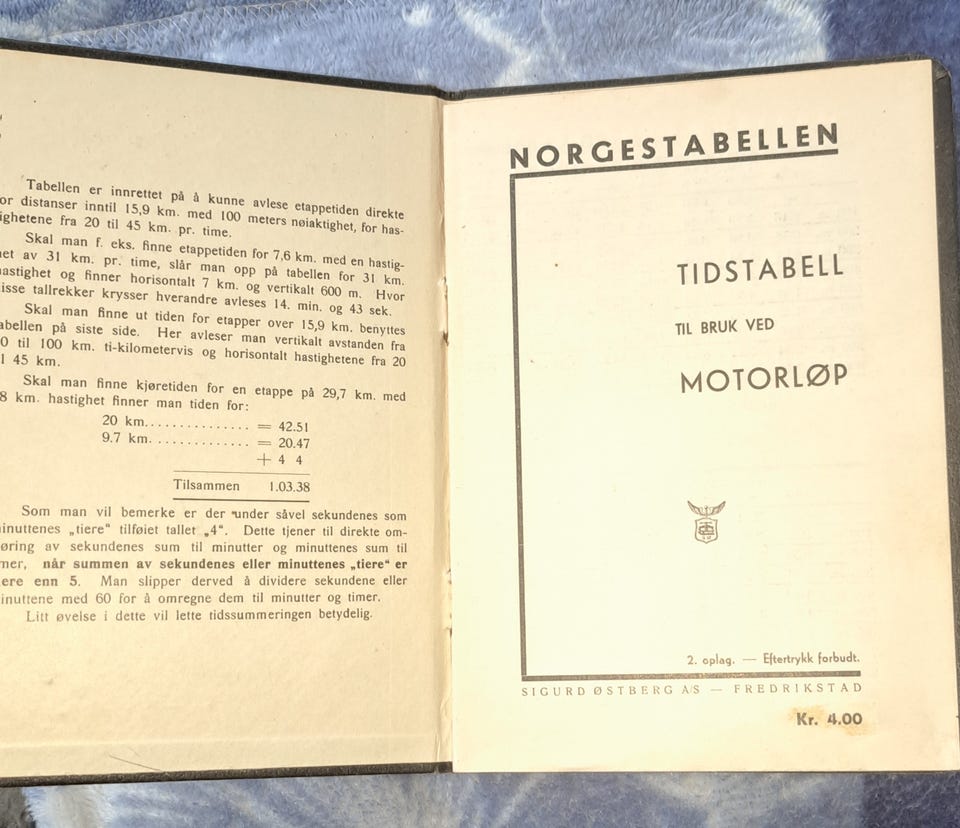 Tabellen er innrettet på å kunne avlese etappetiden direkte
or distanser inntil 15,9 km. med 100 meters nøiaktighet, for has-
ighetene fra 20 til 45 km. pr. time.
Skal man f. eks. finne etappetiden for 7,6 km. med en hastig-
et av 31 km. pr. time, slår man opp på tabellen for 31 km.
astighet og finner horisontalt 7 km. og vertikalt 600 m. Hvor
isse tallrekker krysser hverandre avleses 14. min. og 43 sek.
Skal man finne ut tiden for etapper over 15,9 km. benyttes
abellen på siste side. Her avleser man vertikalt avstanden fra
0 til 100 km. ti-kilometervis og horisontalt hastighetene fra 20
l 45 km.
Skal man finne kjøretiden for en etappe på 29,7 km. med
8 km. hastighet finner man tiden for:
20 km. . . . . . . . . . . . . . . . = 42.51
9.7 km. . . . . . . . . . . . . . = 20.47
+ 4 4
Tilsammen 1.03.38
Som man vil bemerke er der under såvel sekundenes som
inuttenes „tiere“ tilføiet tallet „4“. Dette tjener til direkte om-
øring av sekundenes sum til minutter og minuttenes sum til
mer, når summen av sekundenes eller minuttenes „tiere“ er
ere enn 5. Man slipper derved å dividere sekundene eller
inuttene med 60 for å omregne dem til minutter og timer.
Litt øvelse i dette vil lette tidssummeringen betydelig.
NORGESTABELLEN
TIDSTABELL
TIL BRUK VED
MOTORLØP
2. oplag. — Eftertrykk forbudt.
SIGURD ØSTBERG A/S — FREDRIKSTAD
Kr. 4.00